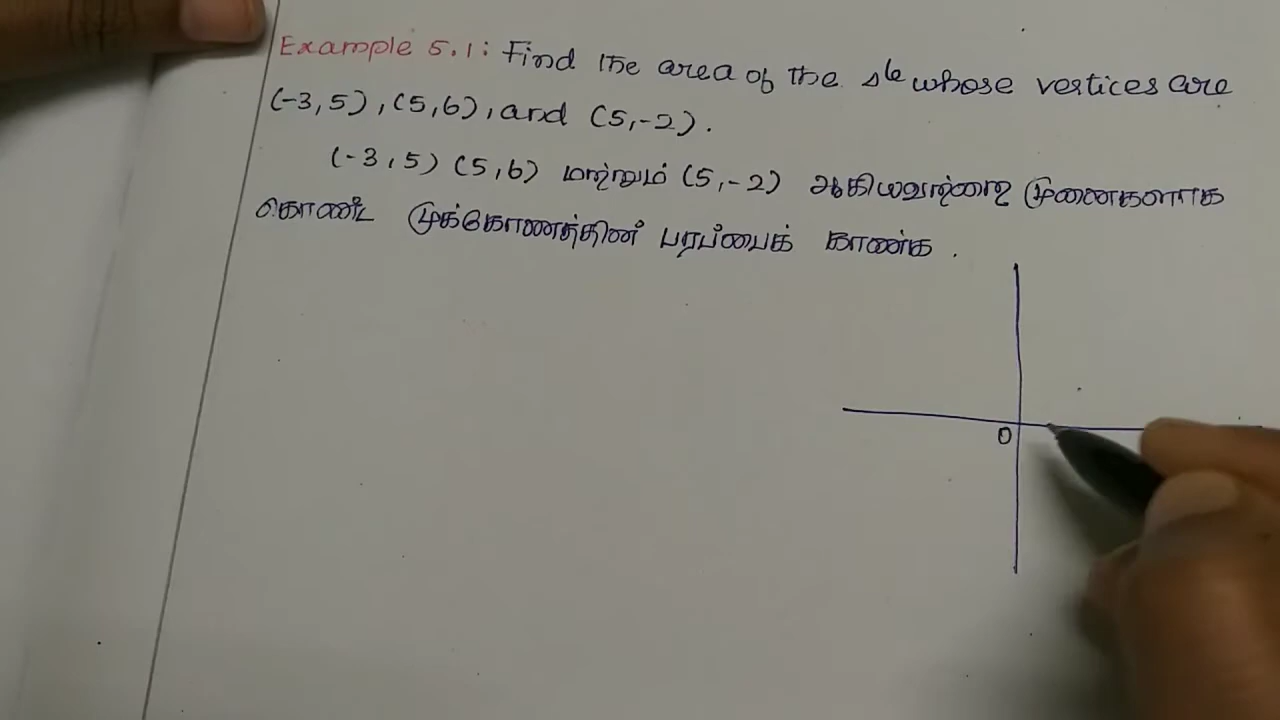 Example 5.1: Find the area of the Δle whose vertices are
(-3,5), (5,6), and (5,-2).
(-3,5) (5,6) மற்றும் (5,-2) ஆகியவற்றை முனைகளாக
கொண்ட முக்கோணத்தின் பரப்பைக் காண்க.
0